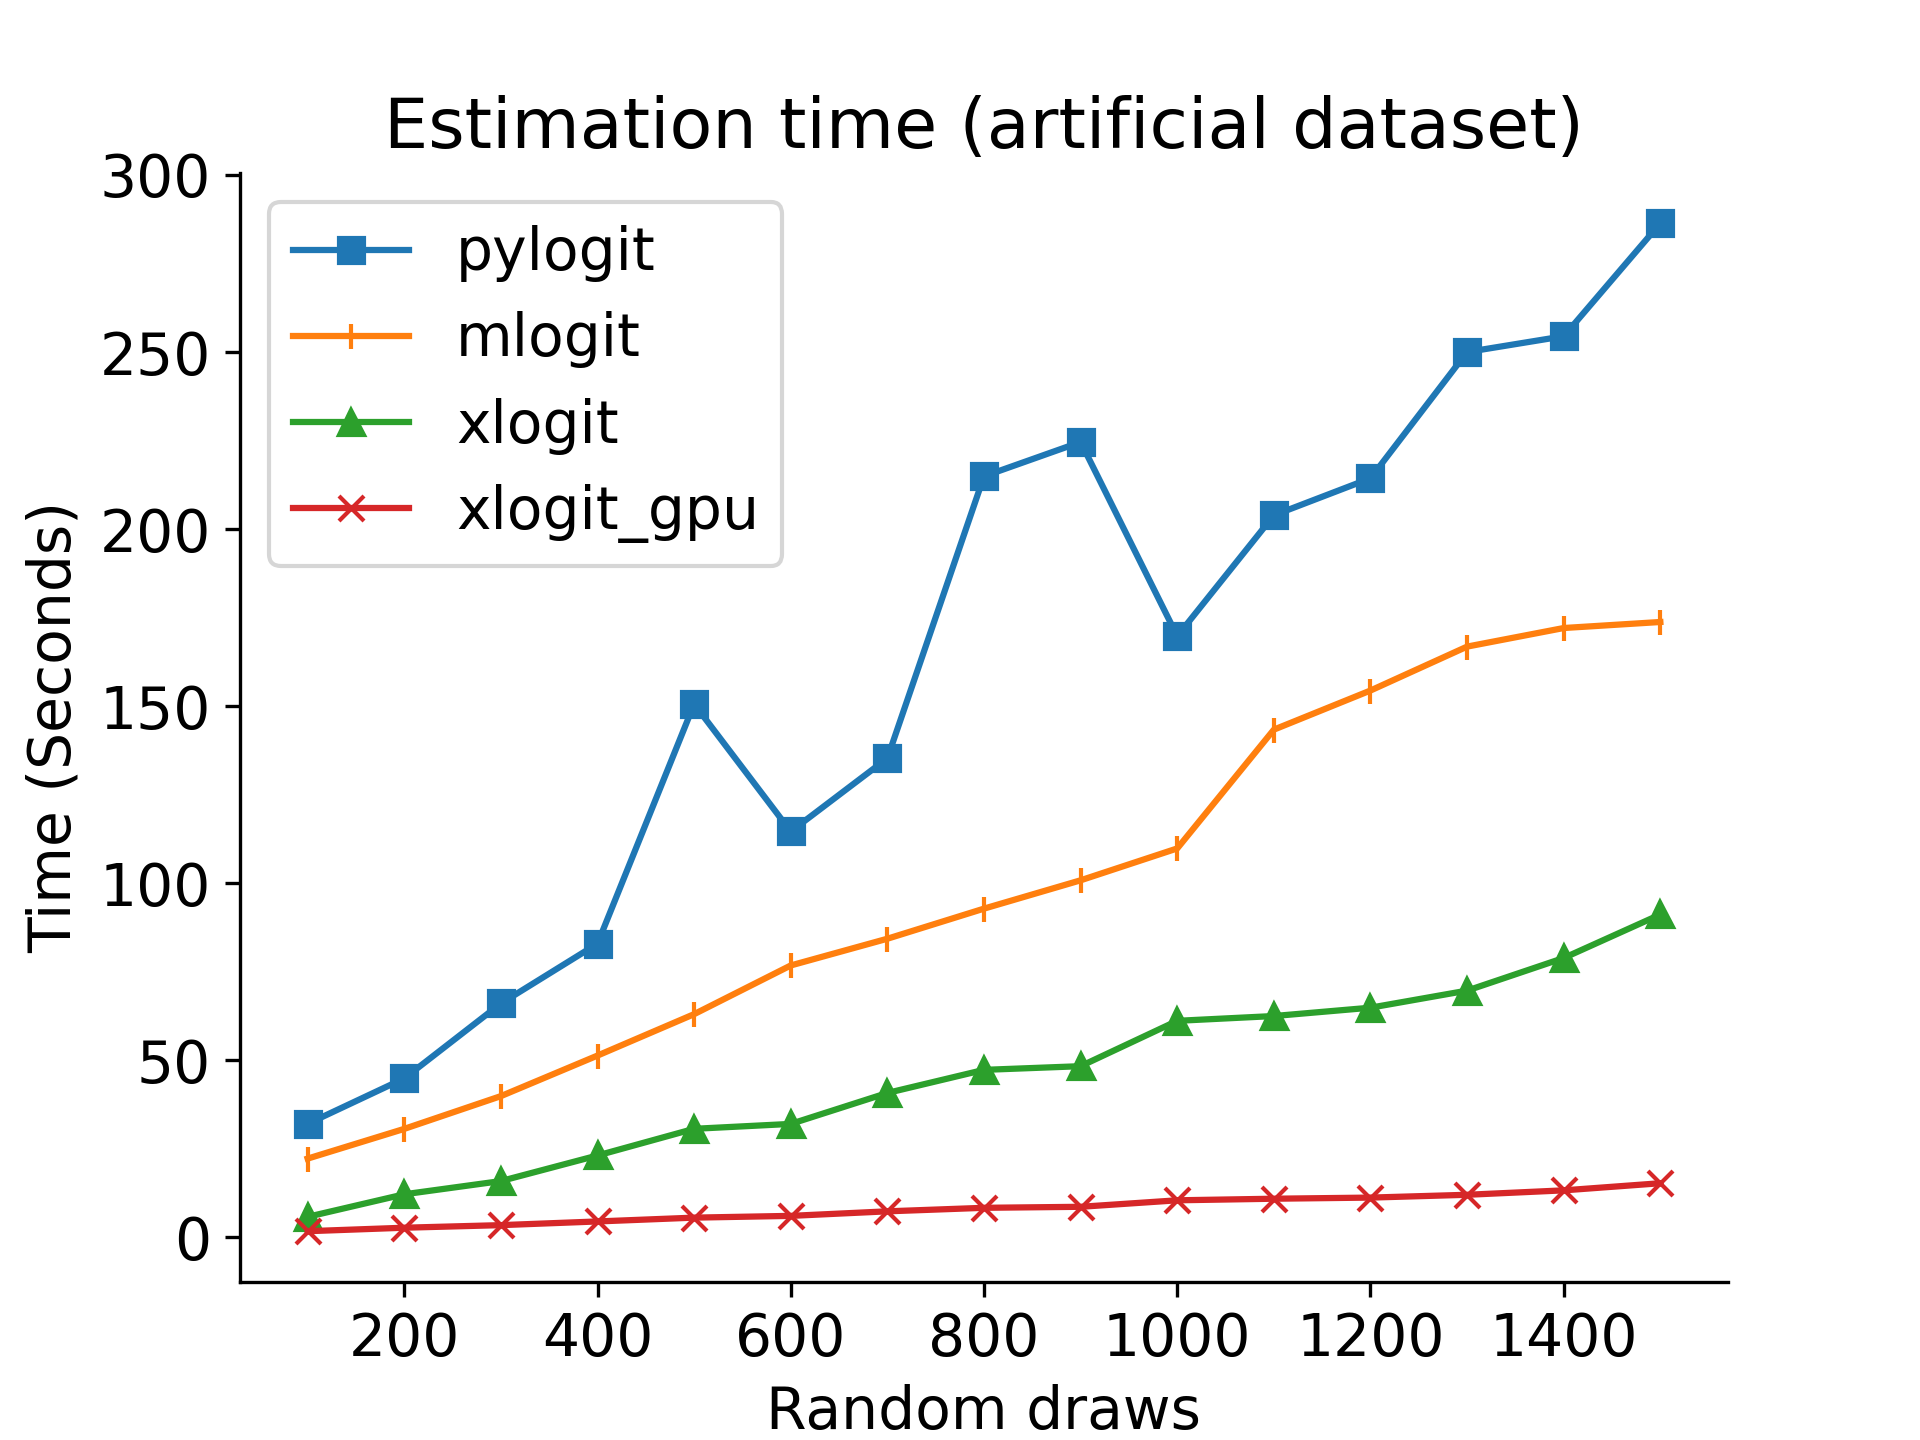 Estimation time (artificial dataset)
300
250
200
150
100
50
0
Time (Seconds)
pylogit
mlogit
xlogit
xlogit_gpu
200 400 600 800 1000 1200 1400
Random draws